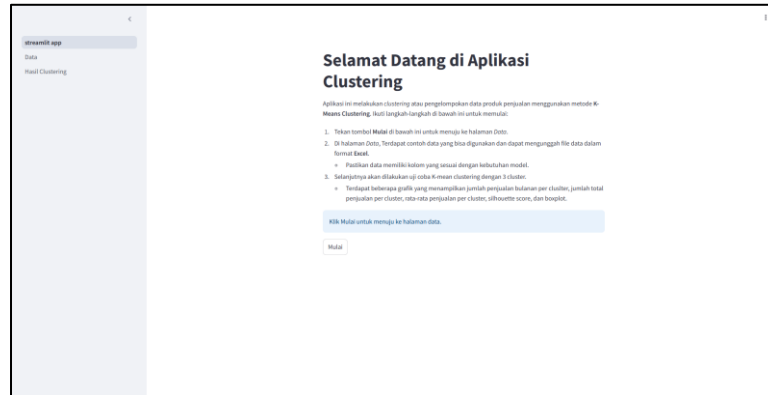 streamlit app
Data
Hasil Clustering
Selamat Datang di Aplikasi
Clustering
Aplikasi ini melakukan clustering atau pengelompokan data produk penjualan menggunakan metode K-
Means Clustering. Ikuti langkah-langkah di bawah ini untuk memulai:
1. Tekan tombol Mulai di bawah ini untuk menuju ke halaman Data.
2. Di halaman Data, Terdapat contoh data yang bisa digunakan dan dapat mengunggah file data dalam
format Excel.
Pastikan data memiliki kolom yang sesuai dengan kebutuhan model.
3. Selanjutnya akan dilakukan uji coba K-mean clustering dengan 3 cluster.
Terdapat beberapa grafik yang menampilkan jumlah penjualan bulanan per cluster, jumlah total
penjualan per cluster, rata-rata penjualan per cluster, silhouette score, dan boxplot.
Klik Mulai untuk menuju ke halaman data.
Mulai